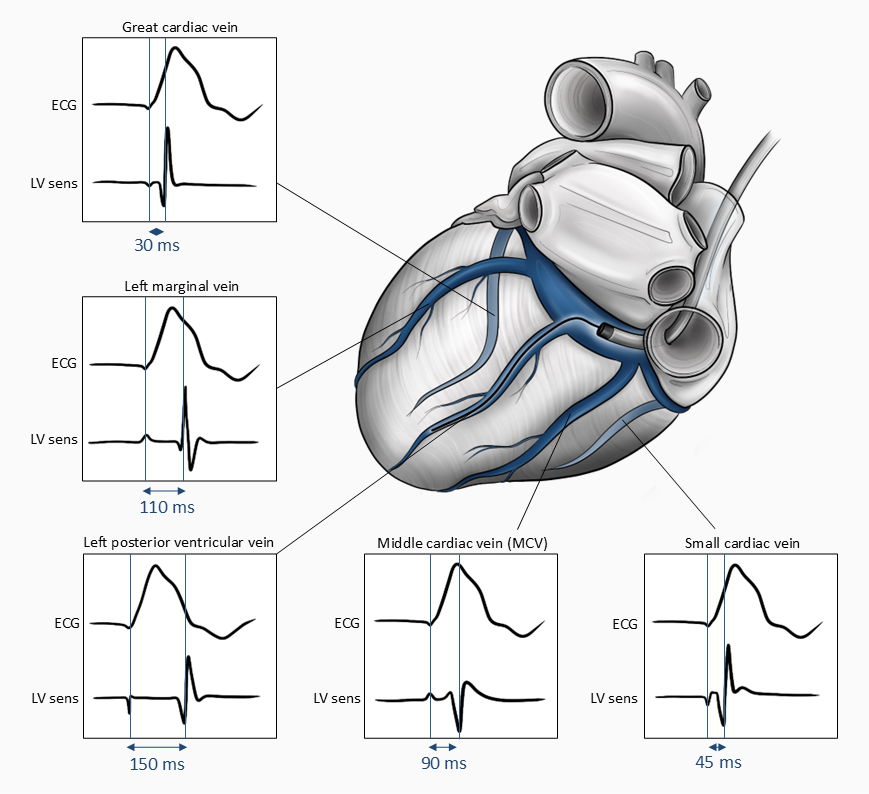 Great cardiac vein
ECG
LV sens
30 ms
Left marginal vein
ECG
LV sens
110 ms
Left posterior ventricular vein
ECG
LV sens
150 ms
Middle cardiac vein (MCV)
ECG
LV sens
90 ms
Small cardiac vein
ECG
LV sens
45 ms